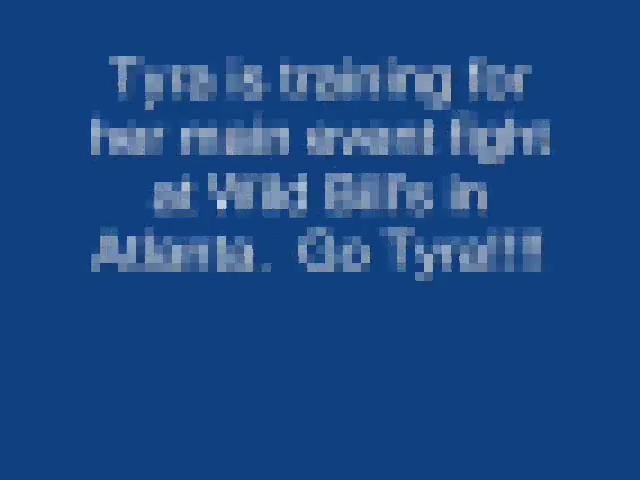 Tyra is training for
her main event fight
at Wild Bill's in
Atlanta. Go Tyra!!!